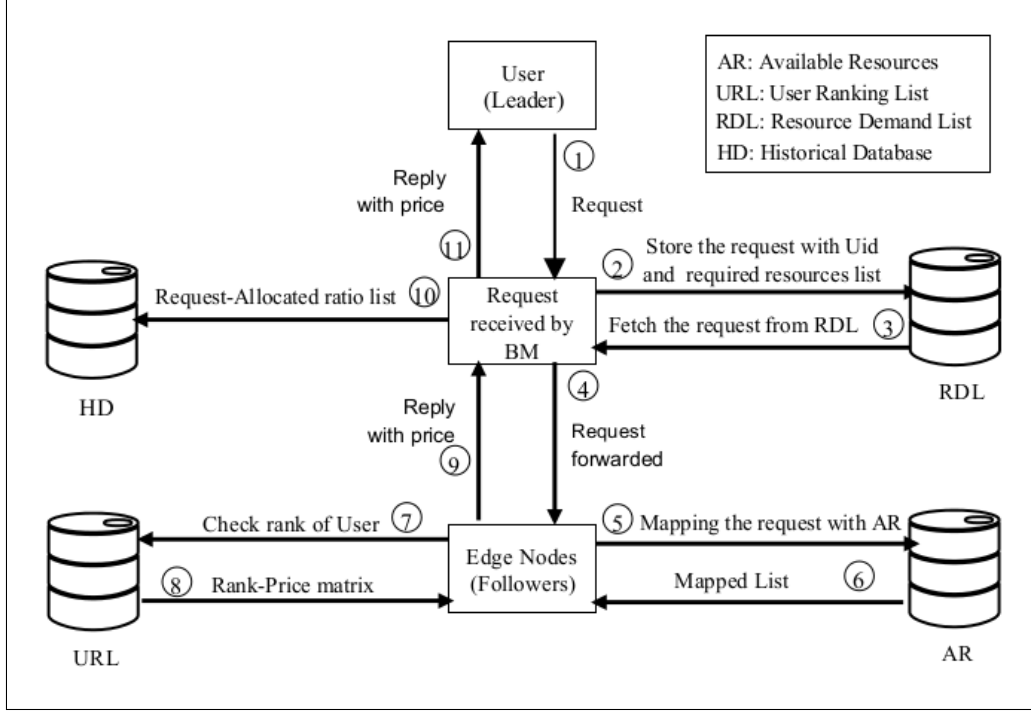 User
(Leader)
AR: Available Resources
URL: User Ranking List
RDL: Resource Demand List
HD: Historical Database
1
Request
Reply
with price
11
2
Store the request with Uid
and required resources list
Request-Allocated ratio list
10
Request
received by
BM
Fetch the request from RDL
3
HD
RDL
4
Request
forwarded
Reply
with price
9
Check rank of User
7
Edge Nodes
(Followers)
5
Mapping the request with AR
8
Rank-Price matrix
Mapped List
6
URL
AR